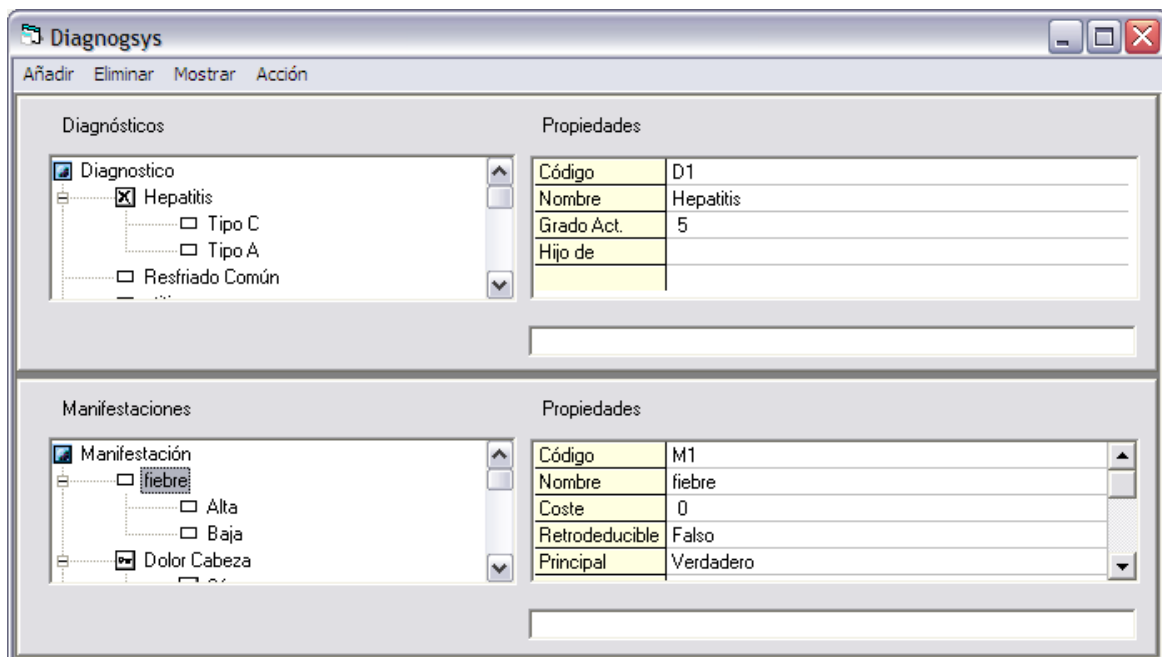 Diagnogsys
Añadir Eliminar Mostrar Acción
Diagnósticos
Diagnostico
Hepatitis
Tipo C
Tipo A
Resfriado Común
Propiedades
Código D1
Nombre Hepatitis
Grado Act. 5
Hijo de
Manifestaciones
Manifestación
fiebre
Alta
Baja
Dolor Cabeza
Propiedades
Código M1
Nombre fiebre
Coste 0
Retrodeducible Falso
Principal Verdadero